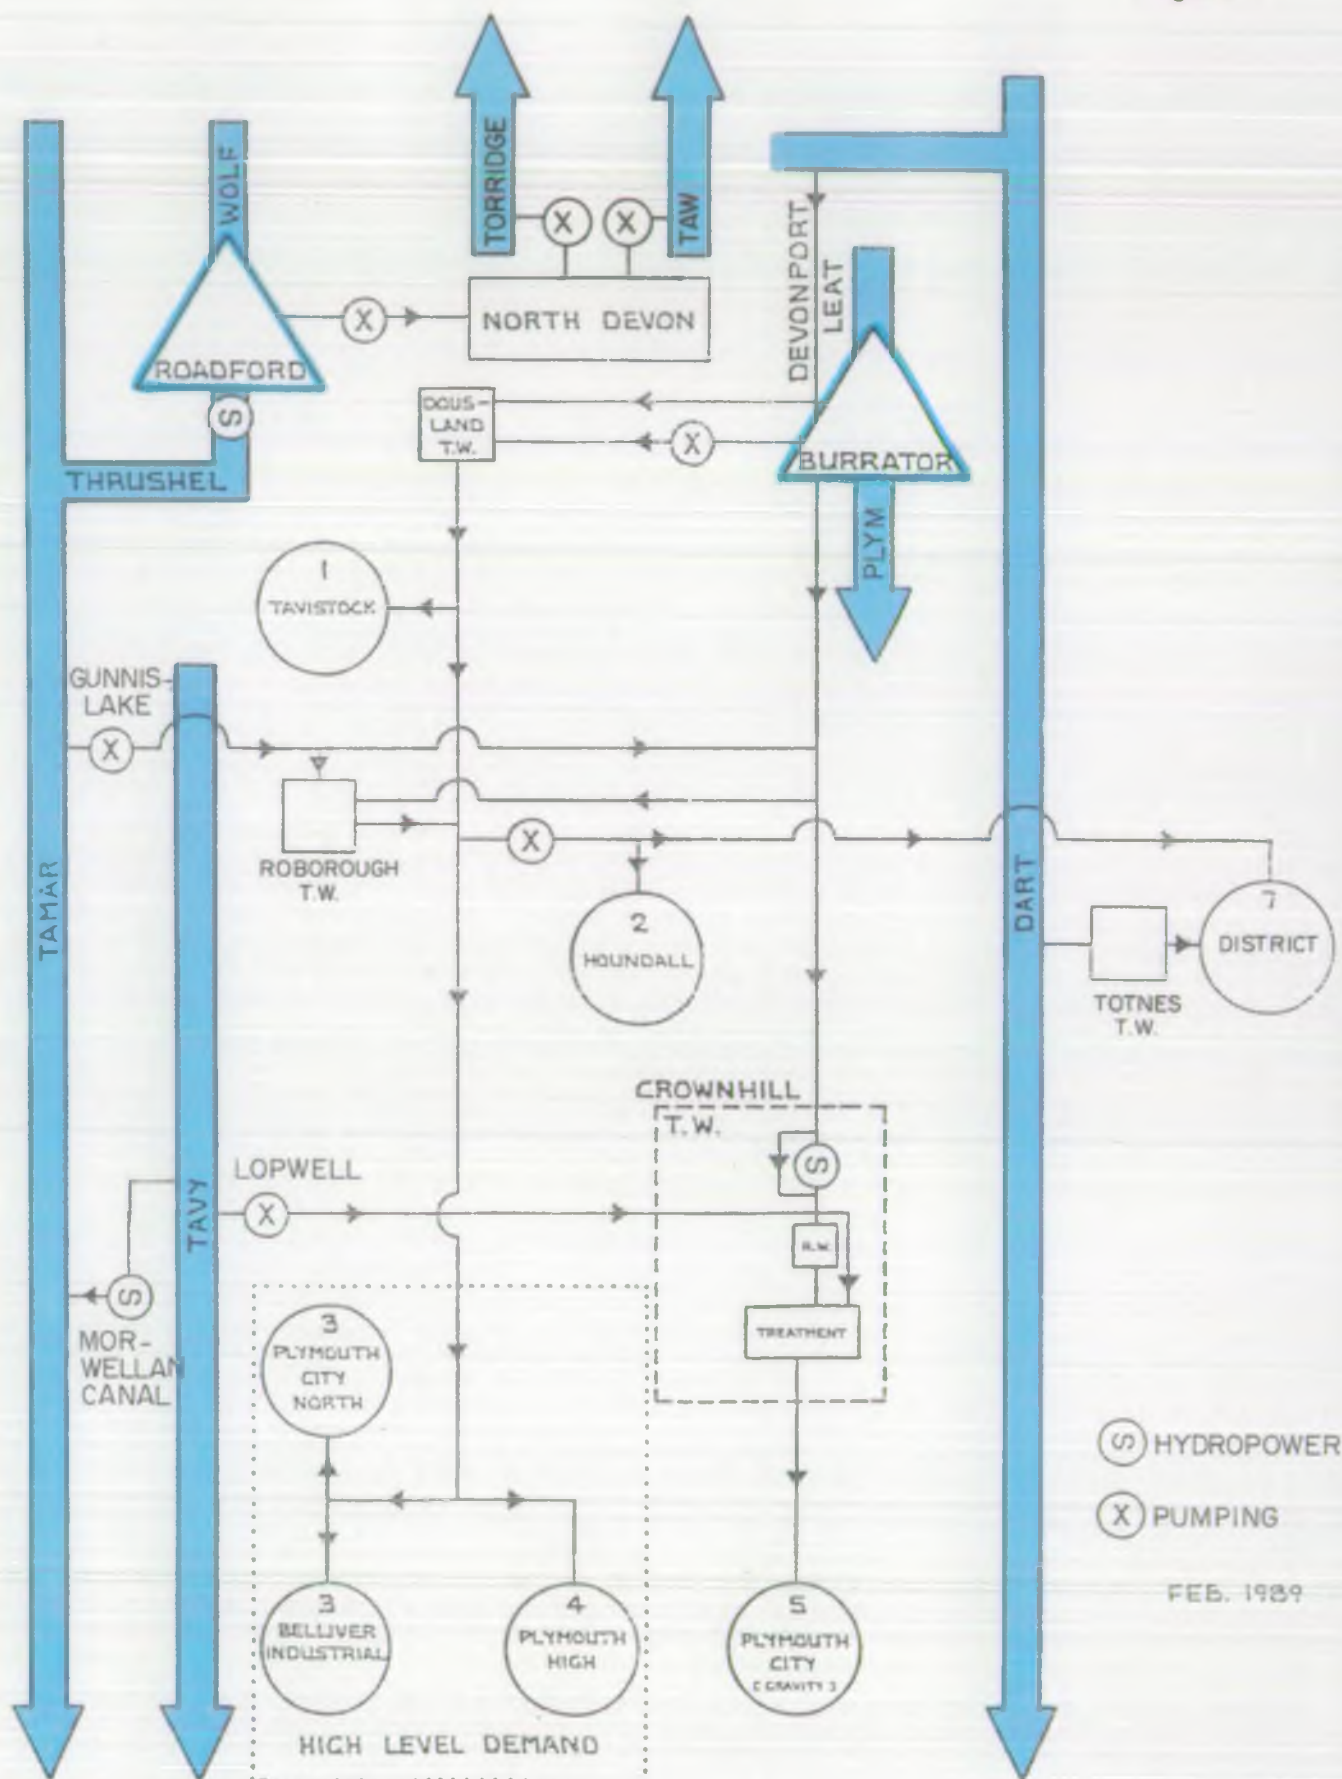 TORRIDGE
TAW
WOLF
DEVONPORT
LEAT
X
X
NORTH DEVON
X
ROADFORD
S
DOUS-
LAND
T.W.
X
BURRATOR
THRUSHEL
PLYM
1
TAVISTOCK
GUNNIS-
LAKE
X
ROBOROUGH
T.W.
X
TAMAR
DART
2
HOUNDALL
7
DISTRICT
TOTNES
T.W.
CROWNHILL
T.W.
S
LOPWELL
X
TAVY
R.W.
S
MOR-
WELLAN
CANAL
TREATMENT
3
PLYMOUTH
CITY
NORTH
S HYDROPOWER
X PUMPING
FEB. 1989
3
BELLIVER
INDUSTRIAL
4
PLYMOUTH
HIGH
5
PLYMOUTH
CITY
[ GRAVITY ]
HIGH LEVEL DEMAND